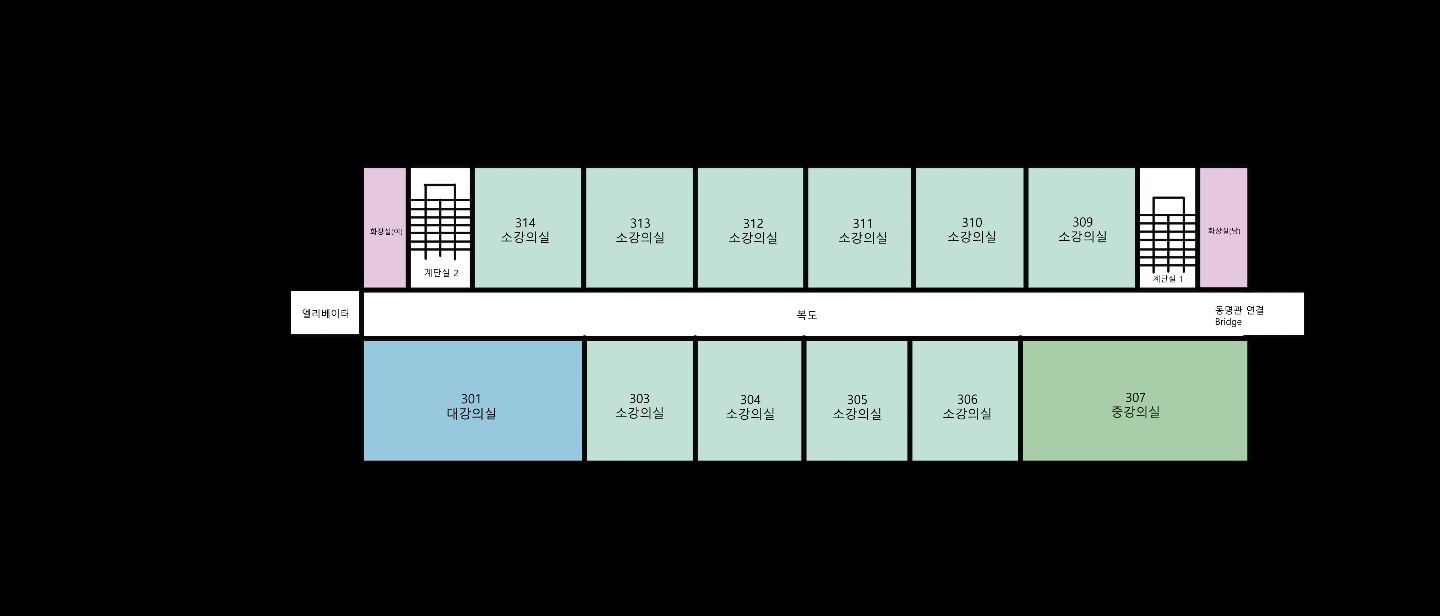 화장실(여)
계단실 2
314
소강의실
313
소강의실
312
소강의실
311
소강의실
310
소강의실
309
소강의실
계단실 1
화장실(남)
엘리베이터
복도
동명관 연결
Bridge
301
대강의실
303
소강의실
304
소강의실
305
소강의실
306
소강의실
307
중강의실